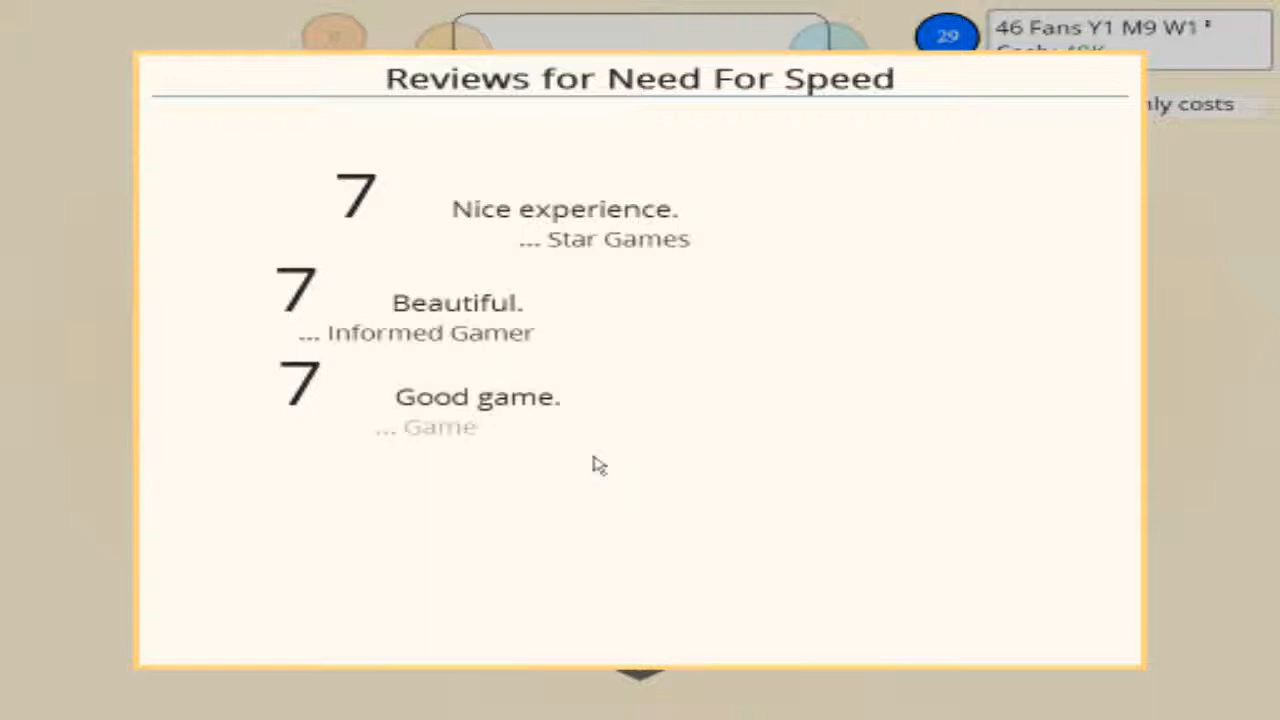 29
46 Fans Y1 M9 W1
nly costs
Reviews for Need For Speed
7
Nice experience.
... Star Games
7
Beautiful.
... Informed Gamer
7
Good game.
... Game